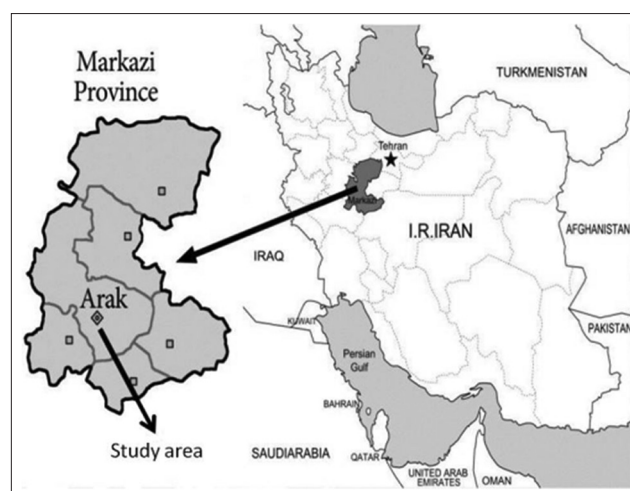 Markazi
Province
Arak
Study area
TURKMENISTAN
Tehran
Markazi
I.R.IRAN
AFGHANISTAN
IRAQ
KUWAIT
PAKISTAN
Persian
Gulf
BAHRAIN
SAUDIARABIA
QATAR
UNITED ARAB
EMIRATES
OMAN